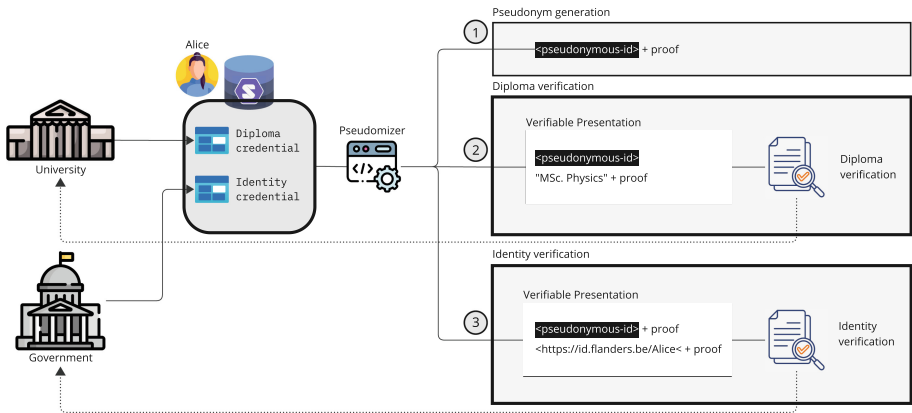 Pseudonym generation
1
<pseudonymous-id> + proof
Alice
S
Diploma
credential
Identity
credential
University
Government
Pseudomizer
</>
Diploma verification
2
Verifiable Presentation
<pseudonymous-id>
"MSc. Physics" + proof
Diploma
verification
Identity verification
3
Verifiable Presentation
<pseudonymous-id> + proof
<https://id.flanders.be/Alice< + proof
Identity
verification